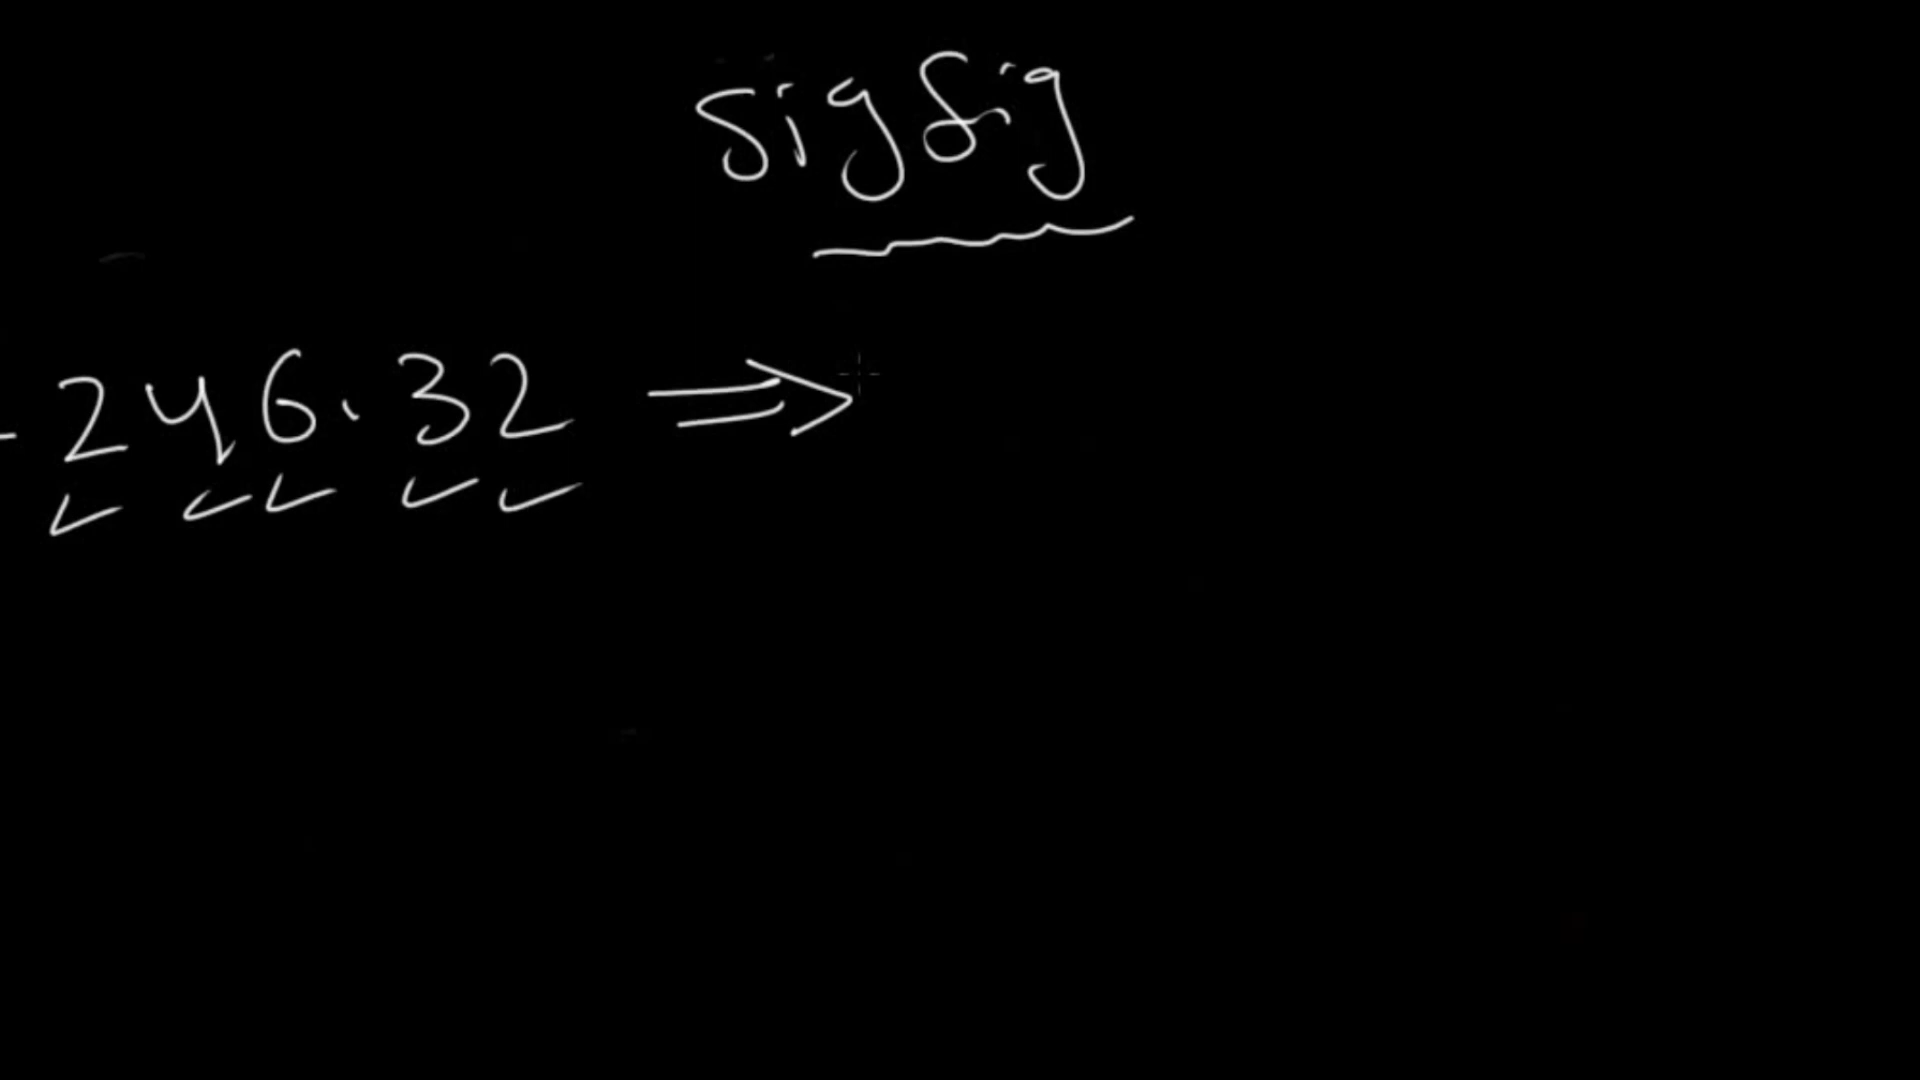 sigfig
- 246.32 ⇒
✓ ✓ ✓ ✓ ✓